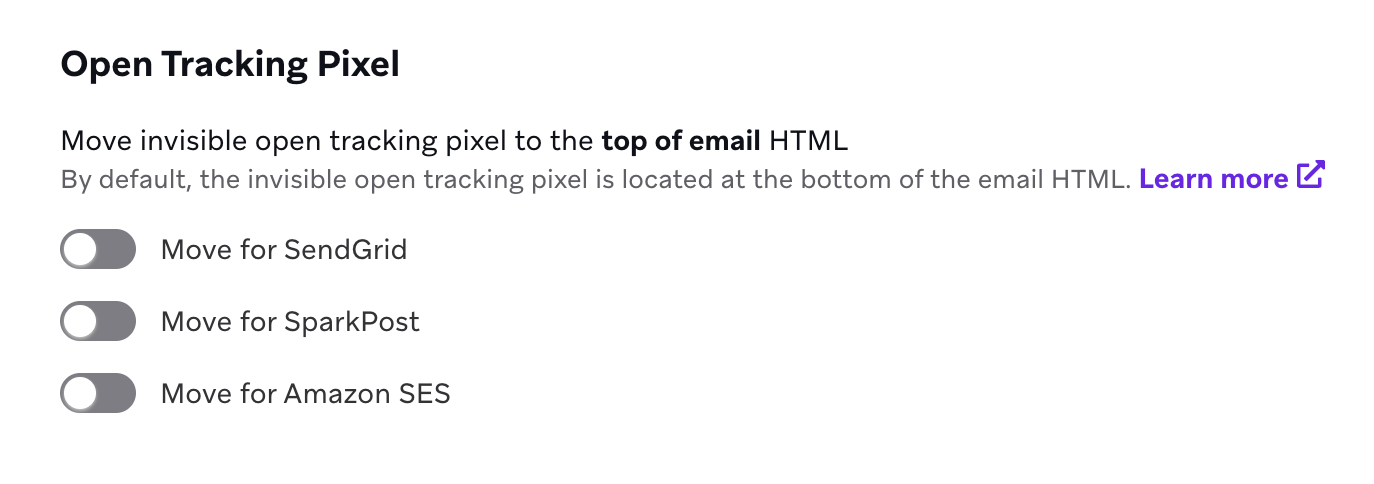 Open Tracking Pixel
Move invisible open tracking pixel to the top of email HTML
By default, the invisible open tracking pixel is located at the bottom of the email HTML. Learn more
Move for SendGrid
Move for SparkPost
Move for Amazon SES